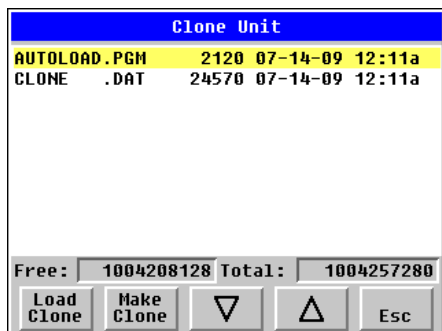 Clone Unit
AUTOLOAD.PGM 2120 07-14-09 12:11a
CLONE .DAT 24570 07-14-09 12:11a
Free: 1004208128 Total: 1004257280
Load Clone Make Clone Esc